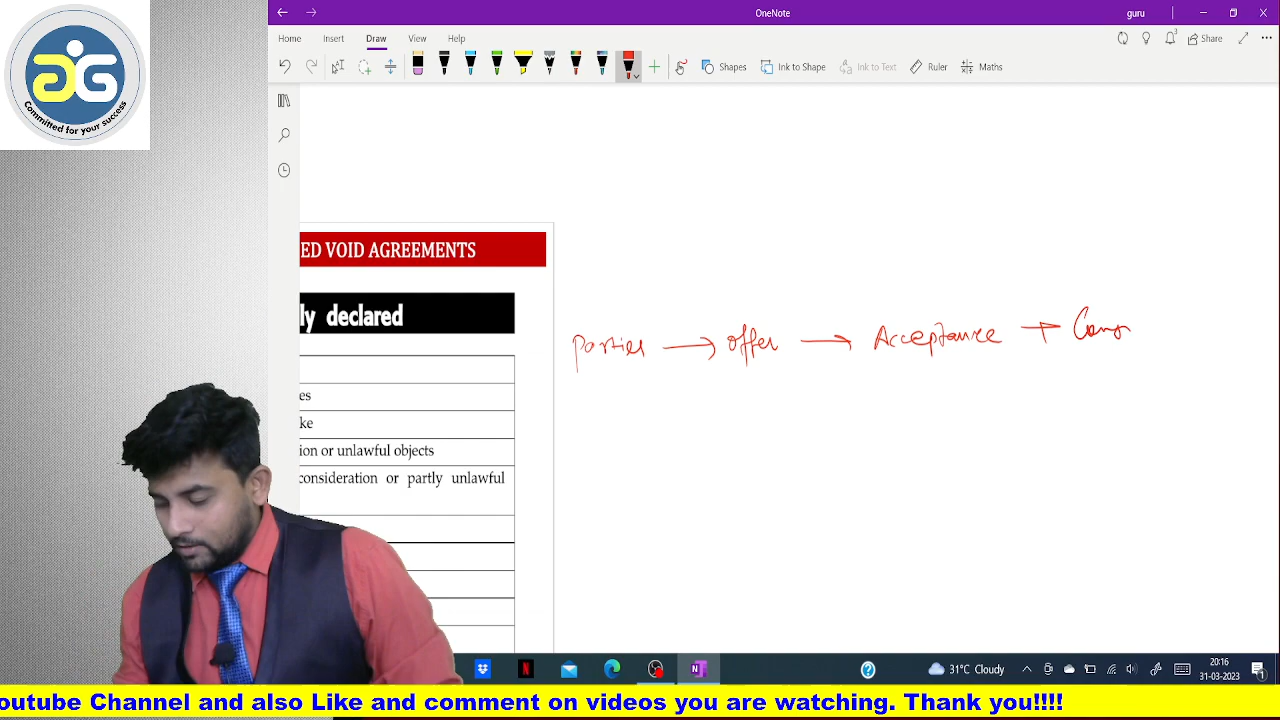 OneNote
guru
GG
Committed for your success
Home Insert Draw View Help
3
Share
Shapes
Ink to Shape
Ink to Text
Ruler
Maths
ED VOID AGREEMENTS
ly declared
es
ke
ion or unlawful objects
consideration or partly unlawful
Parties → Offer → Acceptance → Cons
31°C Cloudy
20:16
31-03-2023
1
outube Channel and also Like and comment on videos you are watching. Thank you!!!!